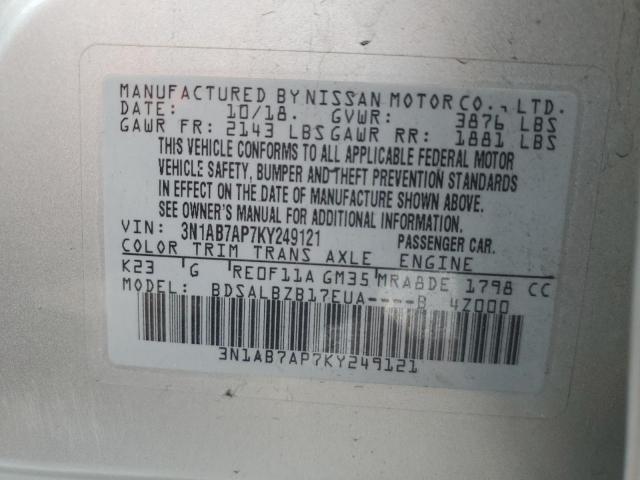 MANUFACTURED BY NISSAN MOTOR CO., LTD.
DATE: 10/18. GVWR: 3876 LBS
GAWR FR: 2143 LBS GAWR RR: 1881 LBS
THIS VEHICLE CONFORMS TO ALL APPLICABLE FEDERAL MOTOR
VEHICLE SAFETY, BUMPER AND THEFT PREVENTION STANDARDS
IN EFFECT ON THE DATE OF MANUFACTURE SHOWN ABOVE.
SEE OWNER'S MANUAL FOR ADDITIONAL INFORMATION.
VIN: 3N1AB7AP7KY249121 PASSENGER CAR.
COLOR TRIM TRANS AXLE ENGINE
K23 G RE0F11A GM35 MRA8DE 1798 CC
MODEL: BDSALBZB17EUA----B 4Z000
3N1AB7AP7KY249121